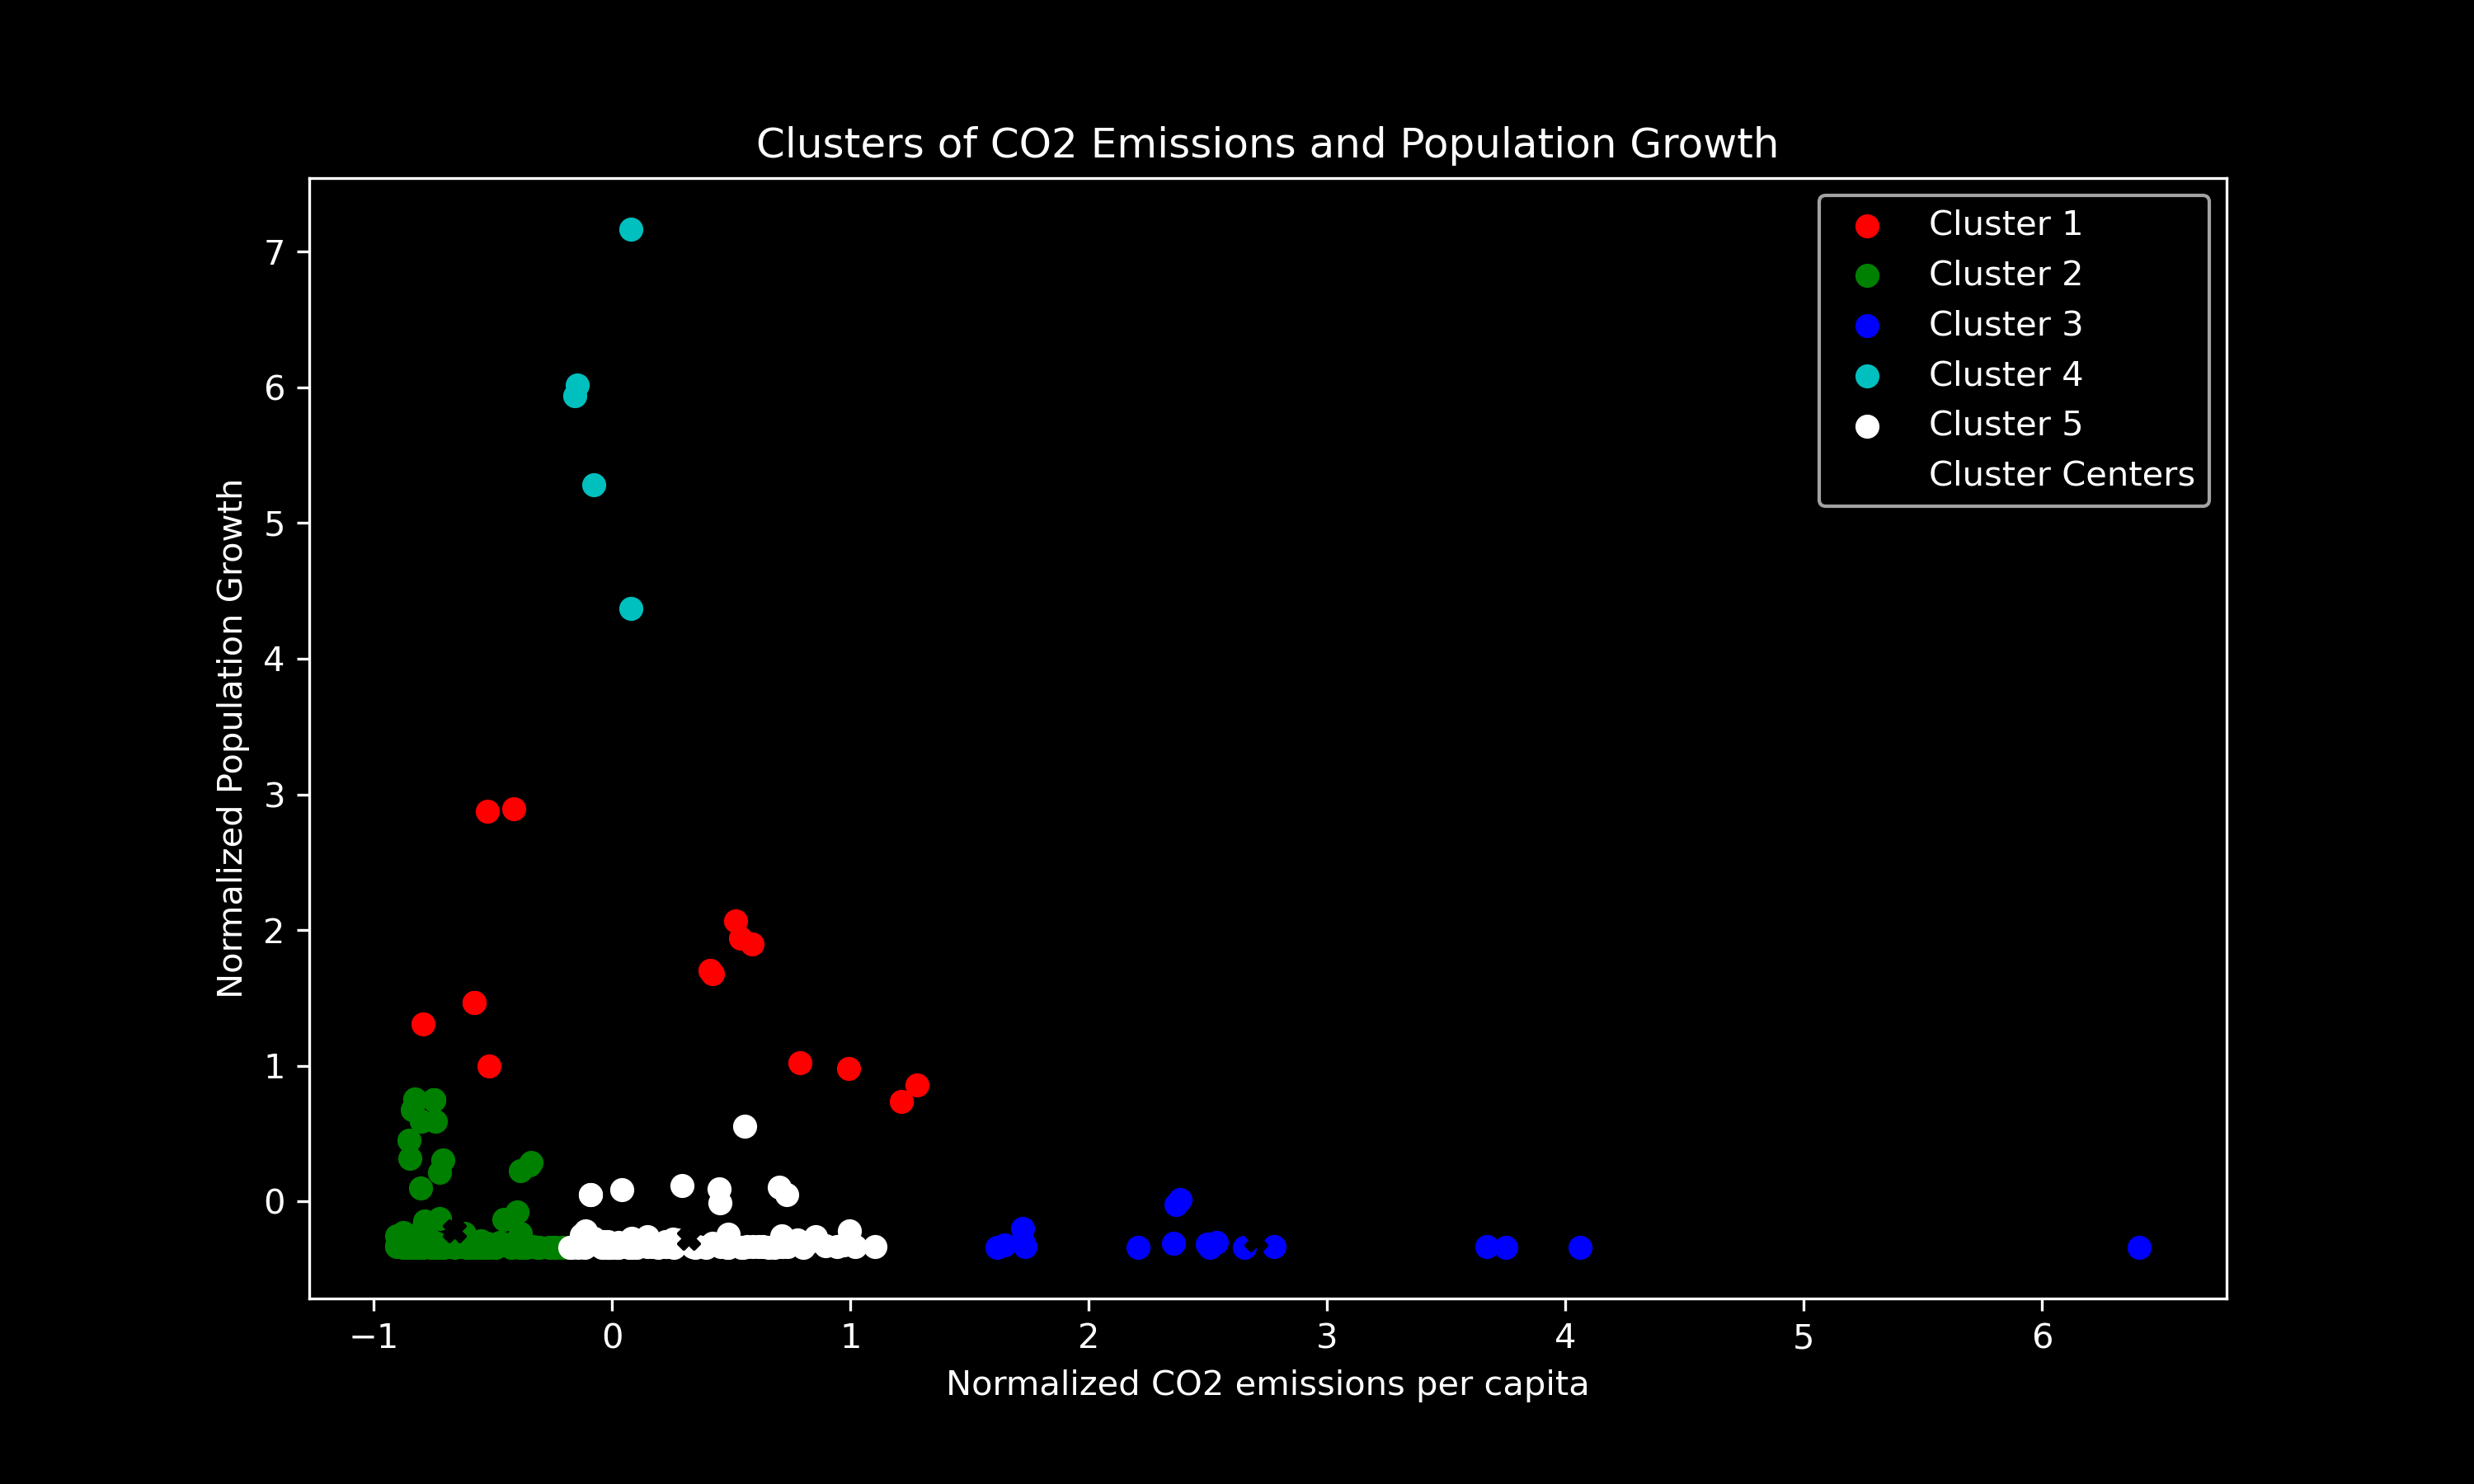 Clusters of CO2 Emissions and Population Growth
Cluster 1
Cluster 2
Cluster 3
Cluster 4
Cluster 5
Cluster Centers
Normalized Population Growth
7
6
5
4
3
2
1
0
−1 0 1 2 3 4 5 6
Normalized CO2 emissions per capita